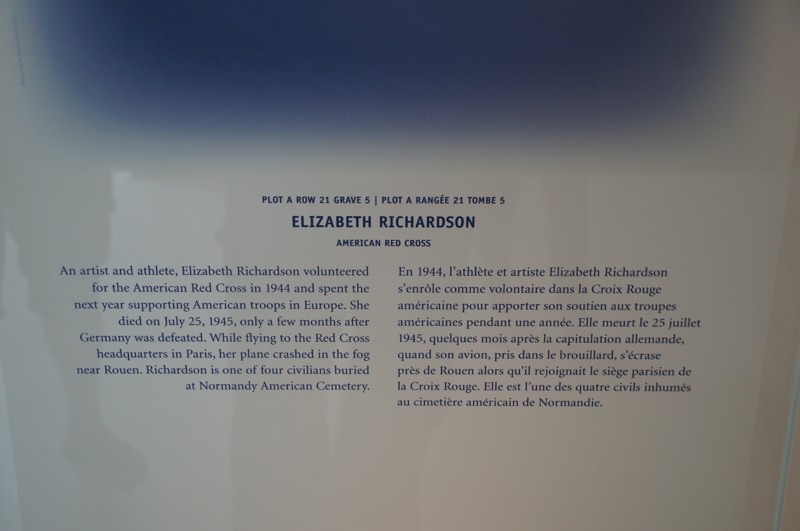 PLOT A ROW 21 GRAVE 5 | PLOT A RANGÉE 21 TOMBE 5
ELIZABETH RICHARDSON
AMERICAN RED CROSS
An artist and athlete, Elizabeth Richardson volunteered
for the American Red Cross in 1944 and spent the
next year supporting American troops in Europe. She
died on July 25, 1945, only a few months after
Germany was defeated. While flying to the Red Cross
headquarters in Paris, her plane crashed in the fog
near Rouen. Richardson is one of four civilians buried
at Normandy American Cemetery.
En 1944, l'athlète et artiste Elizabeth Richardson
s'enrôle comme volontaire dans la Croix Rouge
américaine pour apporter son soutien aux troupes
américaines pendant une année. Elle meurt le 25 juillet
1945, quelques mois après la capitulation allemande,
quand son avion, pris dans le brouillard, s'écrase
près de Rouen alors qu'il rejoignait le siège parisien de
la Croix Rouge. Elle est l'une des quatre civils inhumés
au cimetière américain de Normandie.